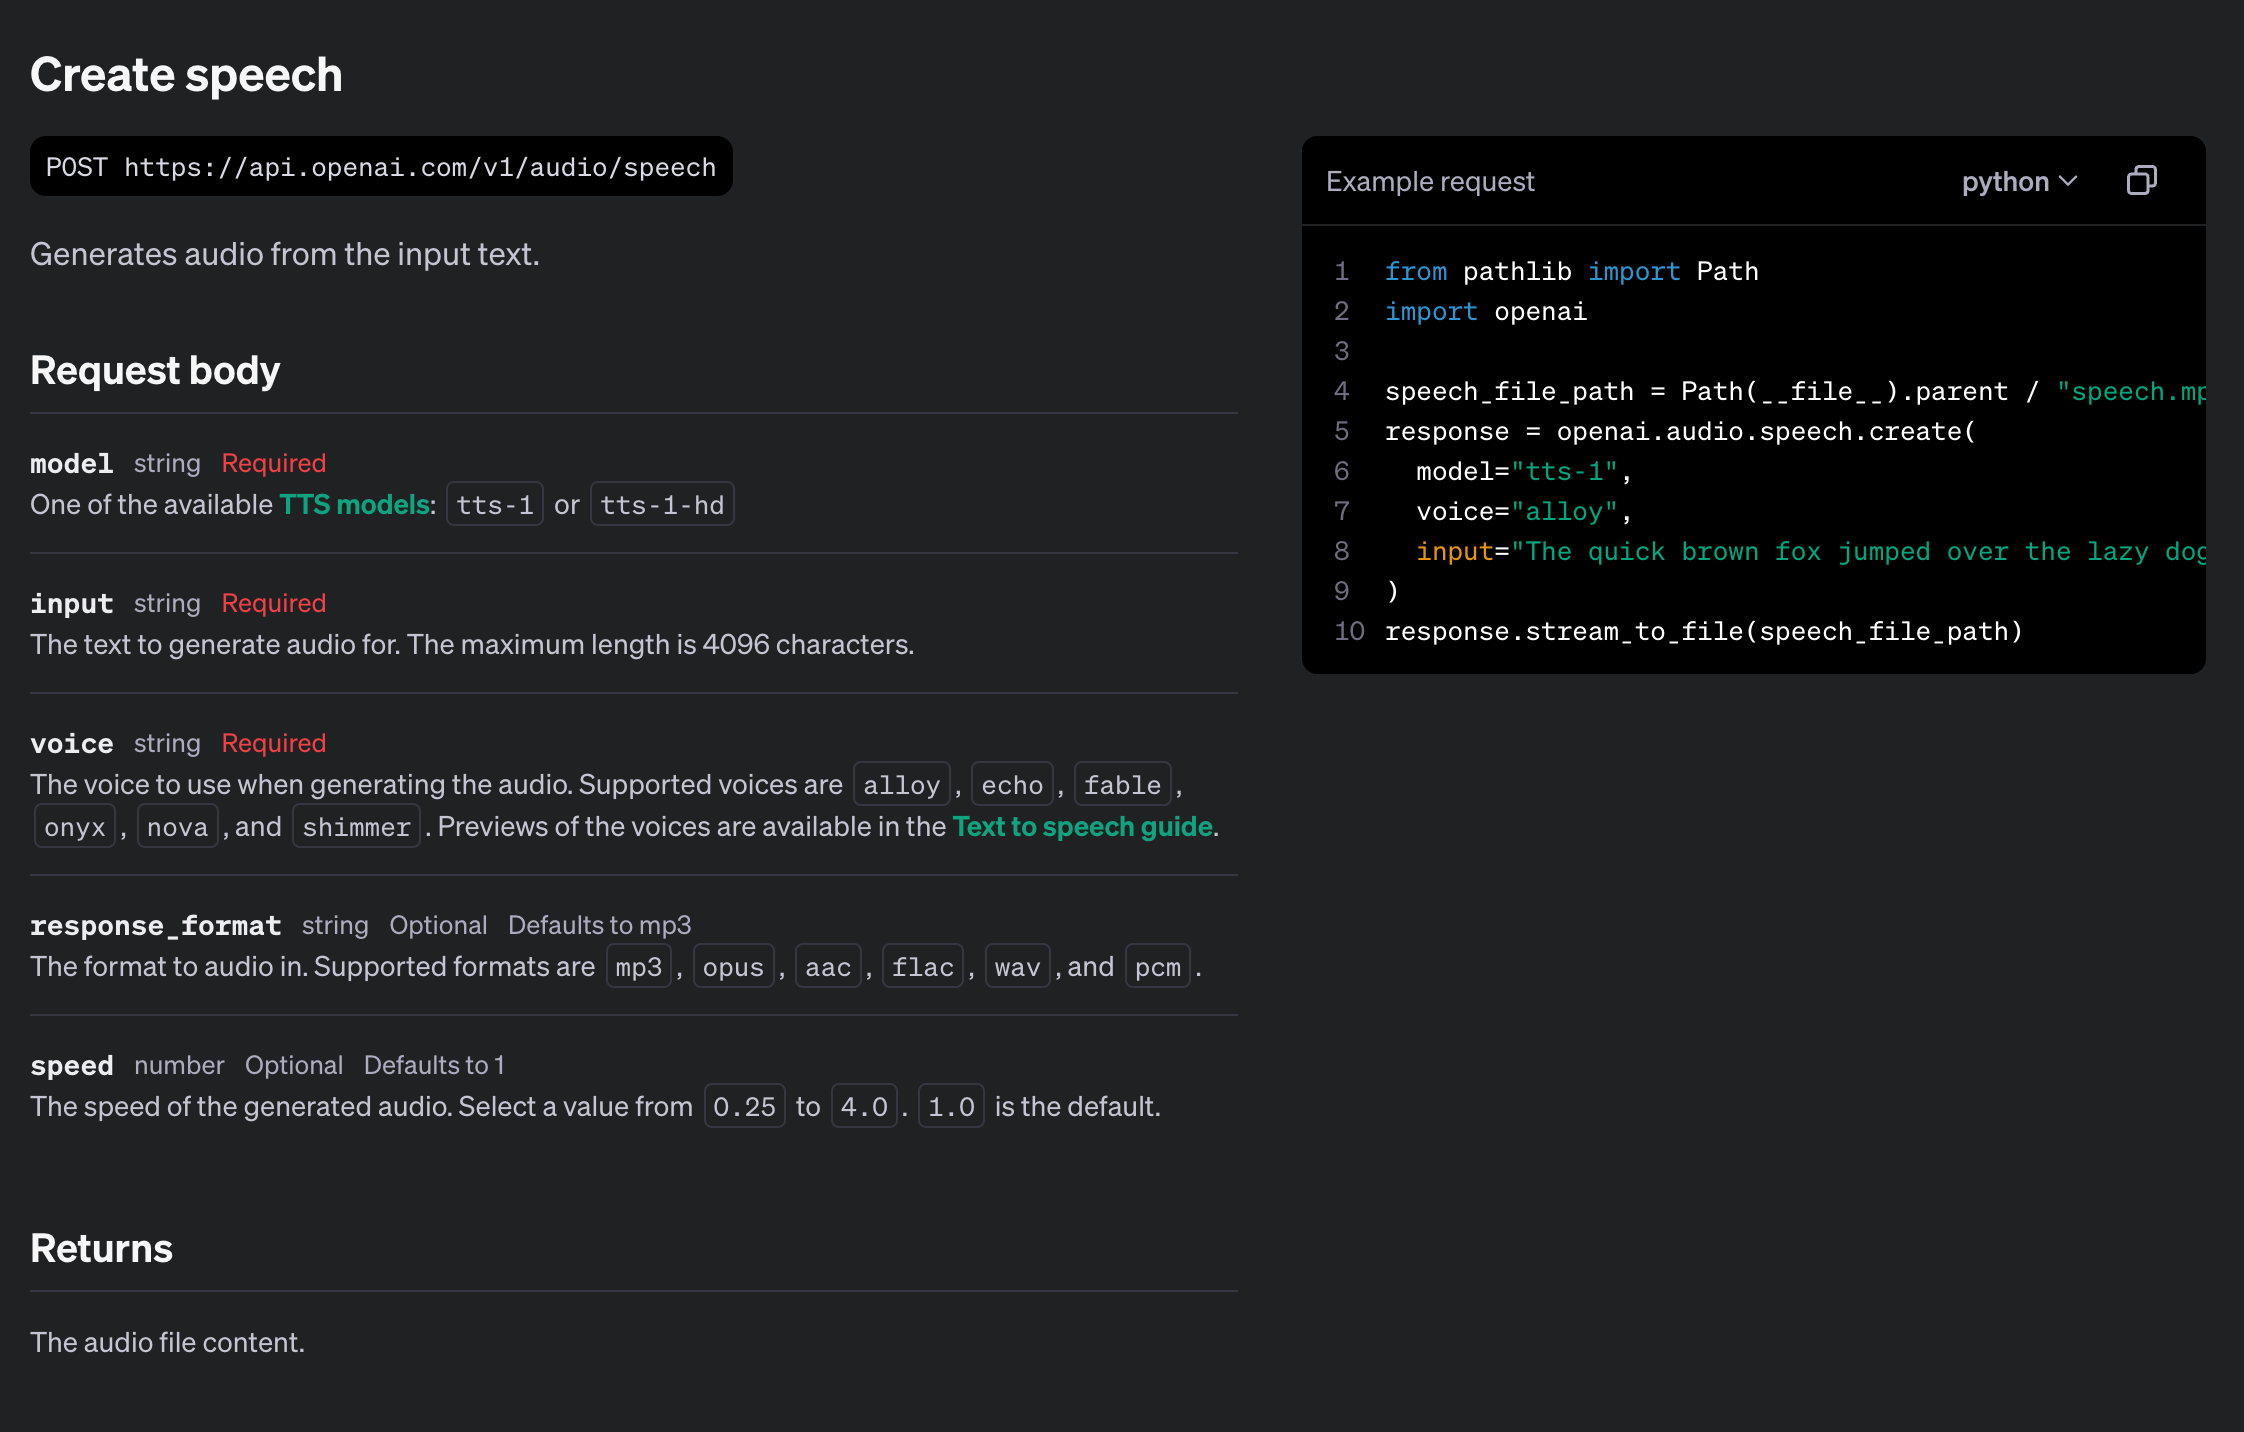 Create speech
POST https://api.openai.com/v1/audio/speech
Generates audio from the input text.
Request body
model string Required
One of the available TTS models: tts-1 or tts-1-hd
input string Required
The text to generate audio for. The maximum length is 4096 characters.
voice string Required
The voice to use when generating the audio. Supported voices are alloy, echo, fable,
onyx, nova, and shimmer. Previews of the voices are available in the Text to speech guide.
response_format string Optional Defaults to mp3
The format to audio in. Supported formats are mp3, opus, aac, flac, wav, and pcm.
speed number Optional Defaults to 1
The speed of the generated audio. Select a value from 0.25 to 4.0. 1.0 is the default.
Returns
The audio file content.
Example request python
1 from pathlib import Path
2 import openai
3
4 speech_file_path = Path(__file__).parent / "speech.mp
5 response = openai.audio.speech.create(
6   model="tts-1",
7   voice="alloy",
8   input="The quick brown fox jumped over the lazy dog
9 )
10 response.stream_to_file(speech_file_path)